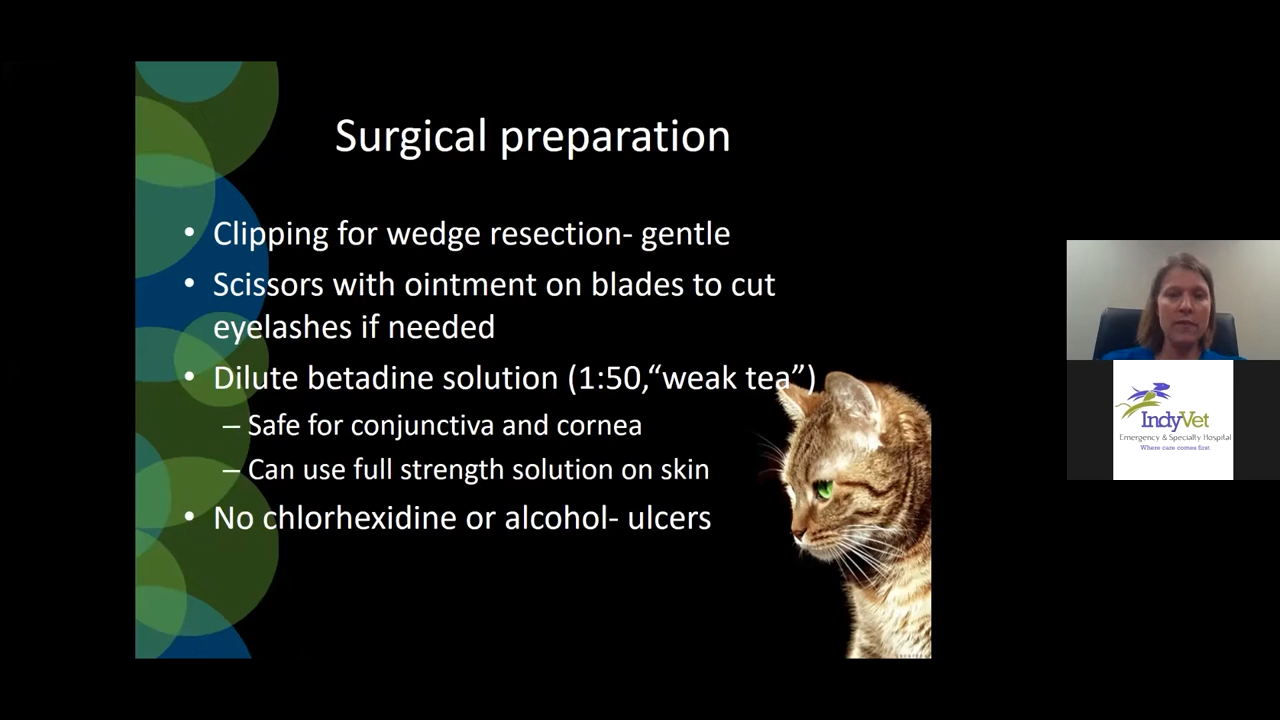 Surgical preparation
• Clipping for wedge resection- gentle
• Scissors with ointment on blades to cut
eyelashes if needed
• Dilute betadine solution (1:50,“weak tea”)
– Safe for conjunctiva and cornea
– Can use full strength solution on skin
• No chlorhexidine or alcohol- ulcers
IndyVet
Emergency & Specialty Hospital
Where care comes first